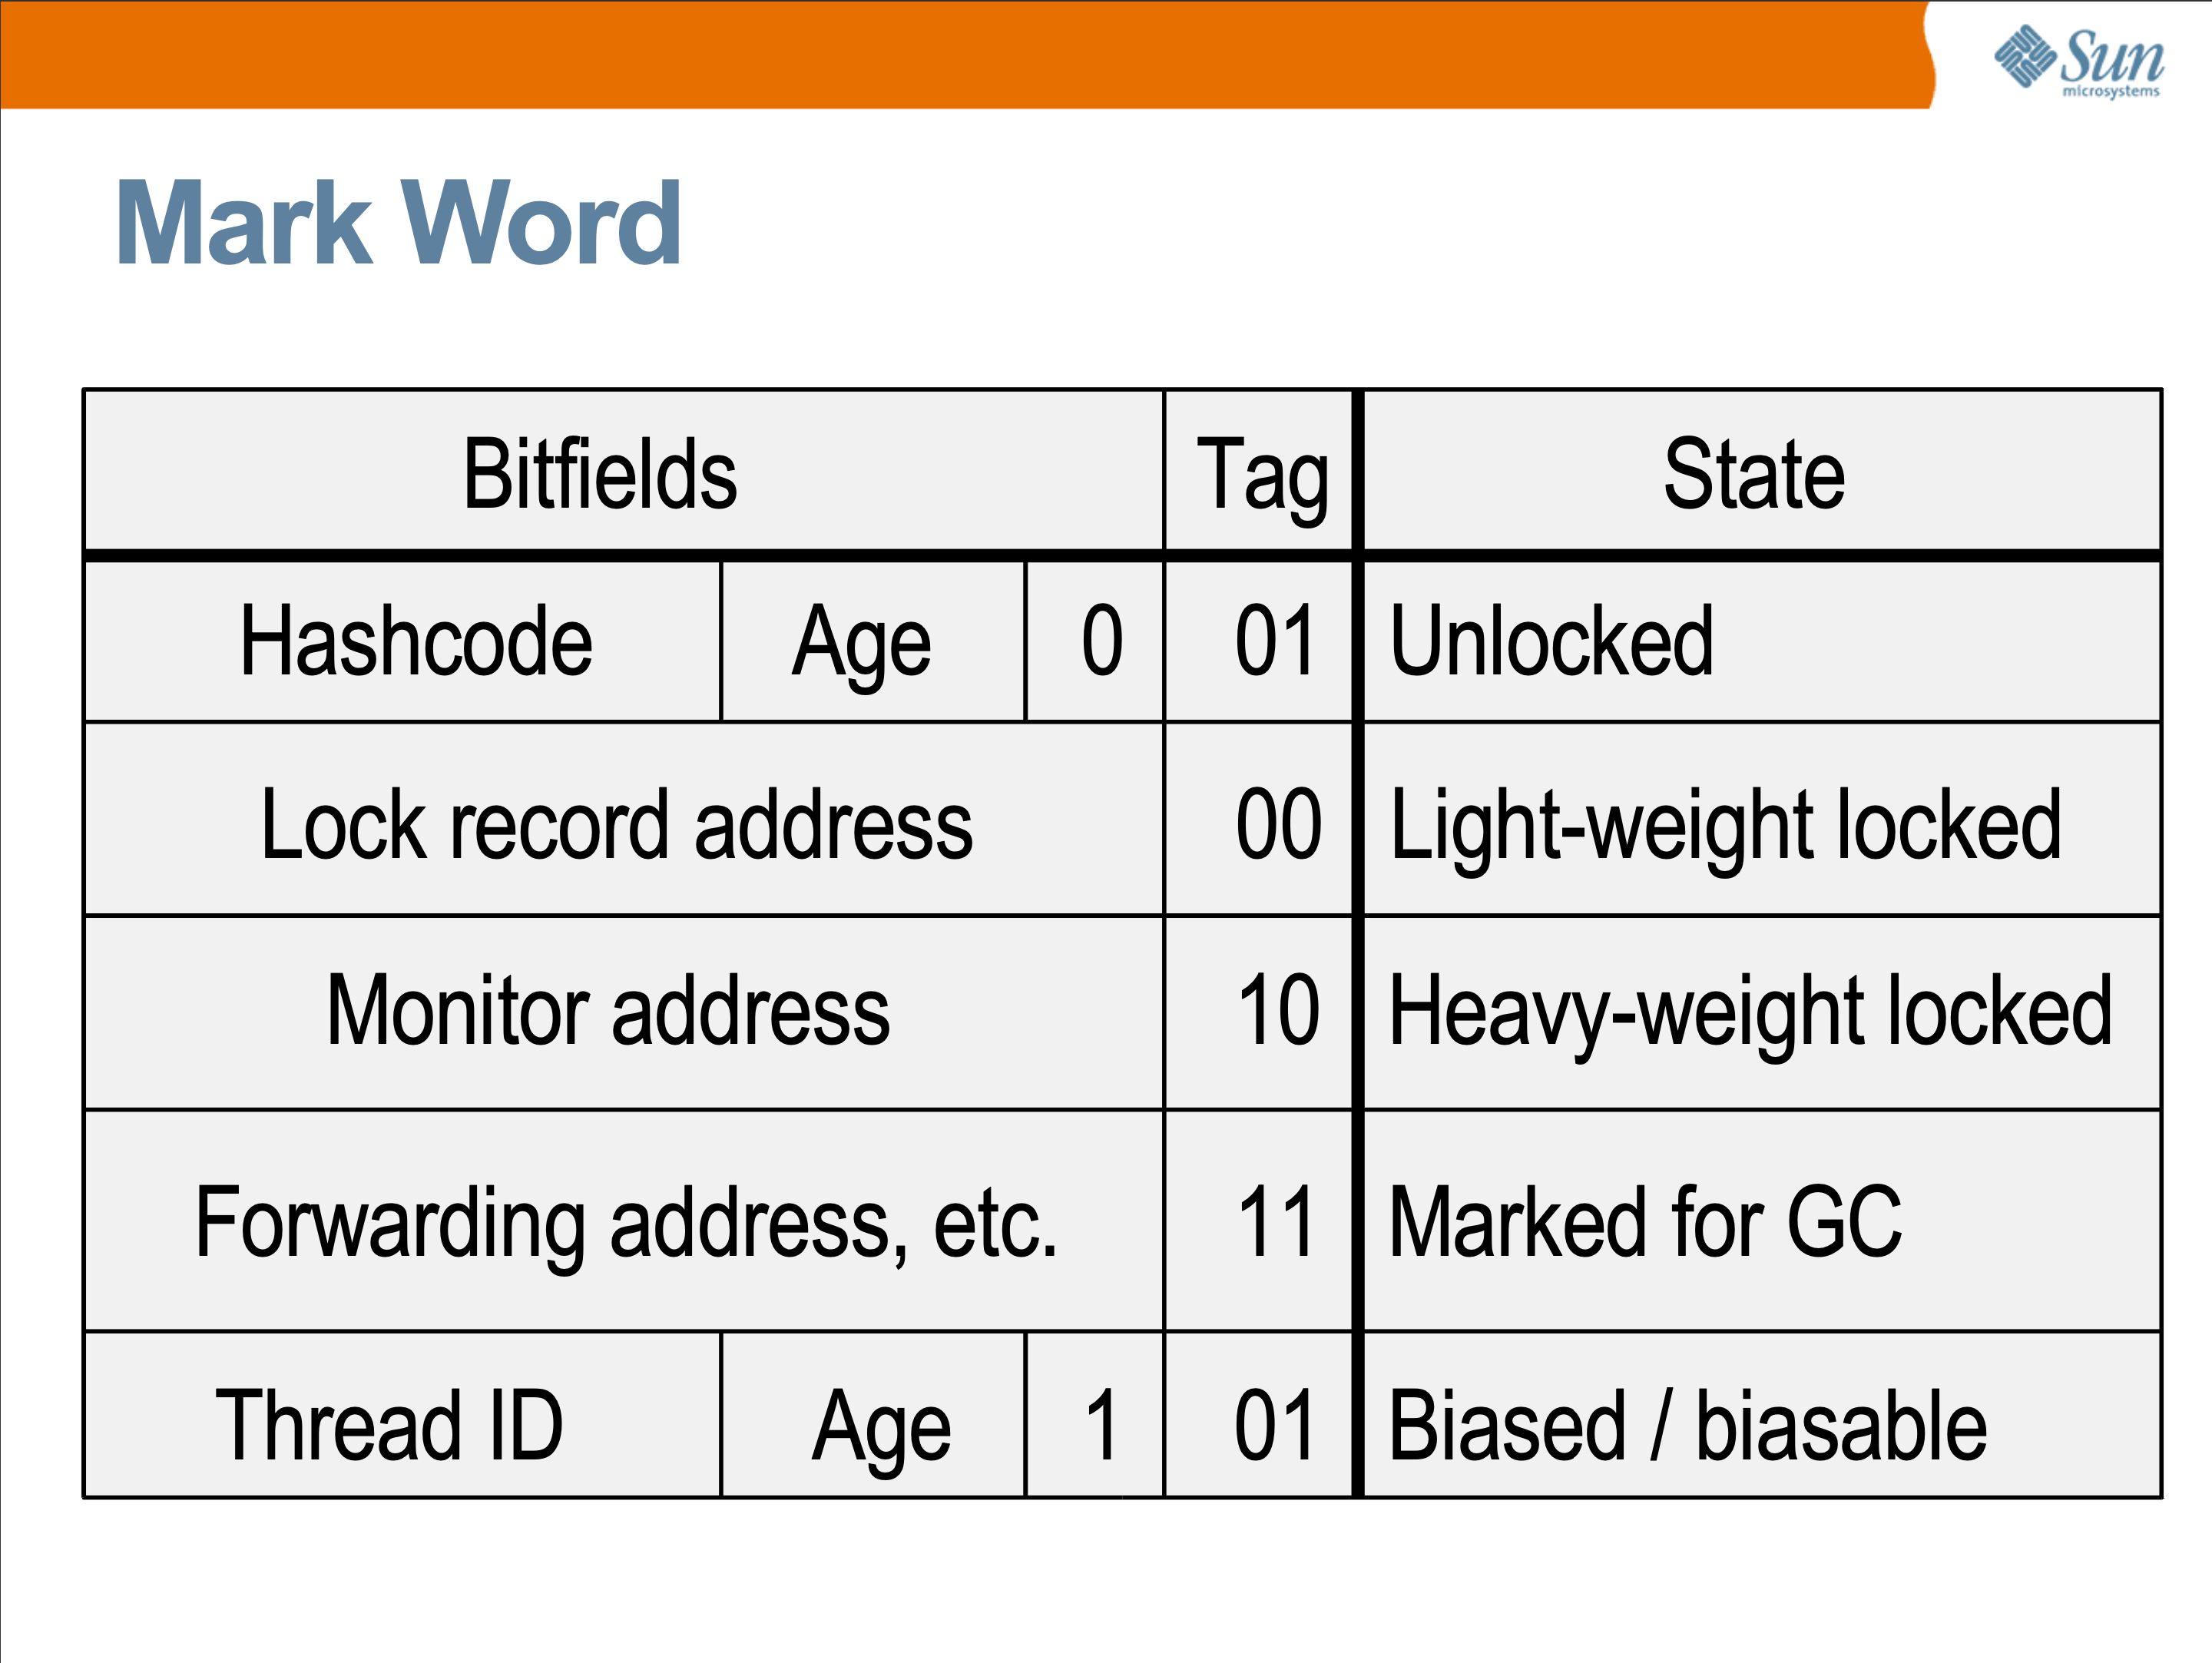 Sun
microsystems
Mark Word
Bitfields Tag State
Hashcode Age 0 01 Unlocked
Lock record address 00 Light-weight locked
Monitor address 10 Heavy-weight locked
Forwarding address, etc. 11 Marked for GC
Thread ID Age 1 01 Biased / biasable